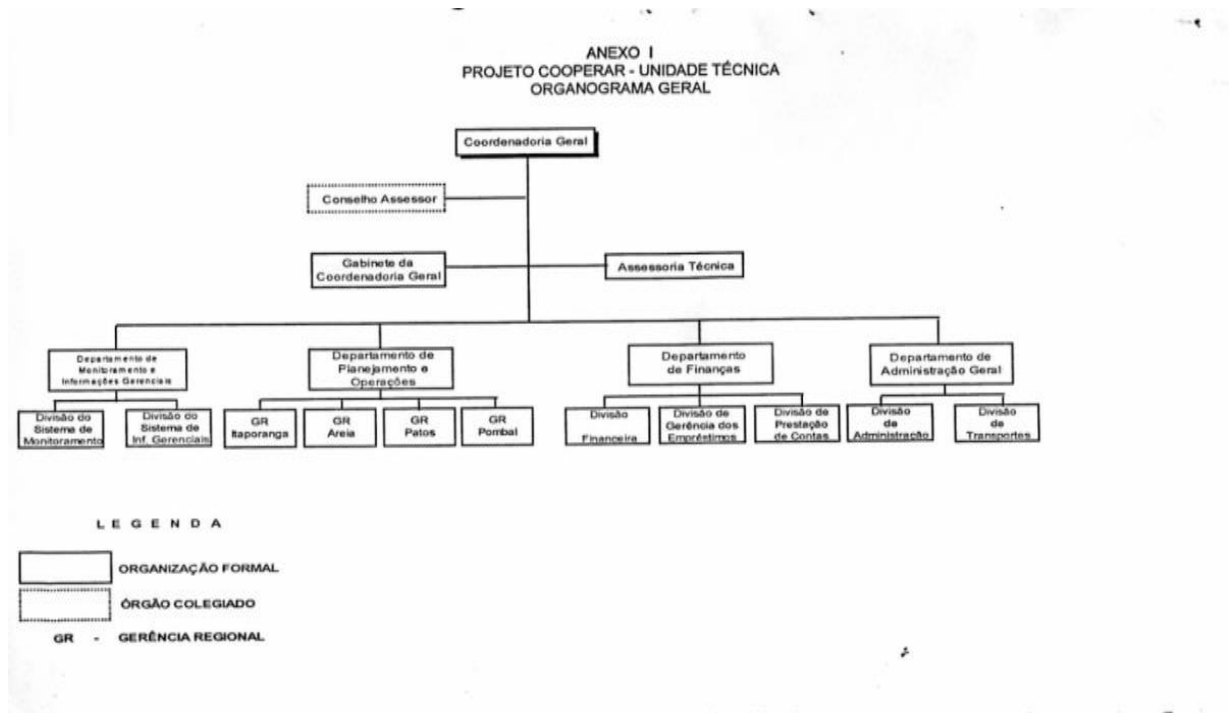 ANEXO I
PROJETO COOPERAR - UNIDADE TÉCNICA
ORGANOGRAMA GERAL
Coordenadoria Geral
Conselho Assessor
Gabinete da
Coordenadoria Geral
Assessoria Técnica
Departamento de
Monitoramento e
Informações Gerenciais
Departamento de
Planejamento e
Operações
Departamento
de Finanças
Departamento de
Administração Geral
Divisão do
Sistema de
Monitoramento
Divisão do
Sistema de
Inf. Gerenciais
GR
Itaporanga
GR
Areia
GR
Patos
GR
Pombal
Divisão
Financeira
Divisão de
Gerência dos
Empréstimos
Divisão de
Prestação
de Contas
Divisão
de
Administração
Divisão
de
Transportes
L E G E N D A
ORGANIZAÇÃO FORMAL
ÓRGÃO COLEGIADO
GR - GERÊNCIA REGIONAL